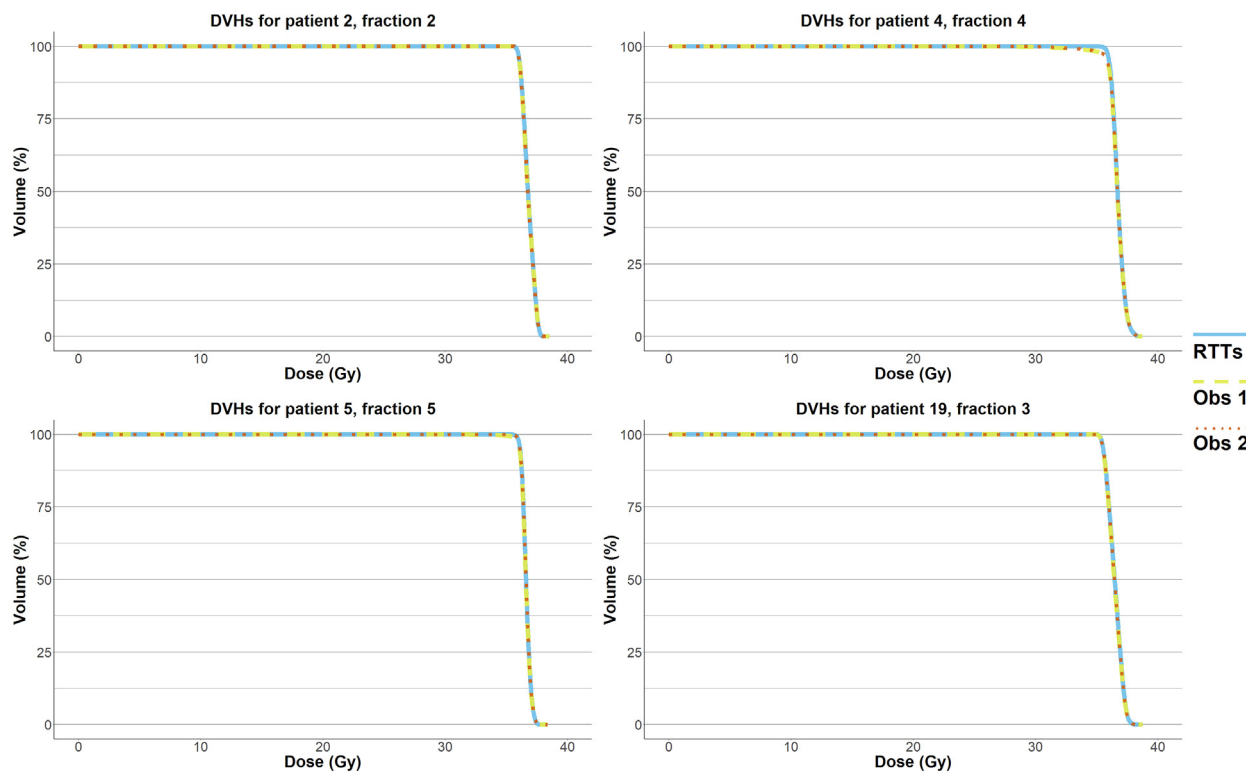 DVHs for patient 2, fraction 2
100
75
50
25
0
Volume (%)
0 10 20 30 40
Dose (Gy)
DVHs for patient 4, fraction 4
100
75
50
25
0
Volume (%)
0 10 20 30 40
Dose (Gy)
DVHs for patient 5, fraction 5
100
75
50
25
0
Volume (%)
0 10 20 30 40
Dose (Gy)
DVHs for patient 19, fraction 3
100
75
50
25
0
Volume (%)
0 10 20 30 40
Dose (Gy)
RTTs
Obs 1
Obs 2